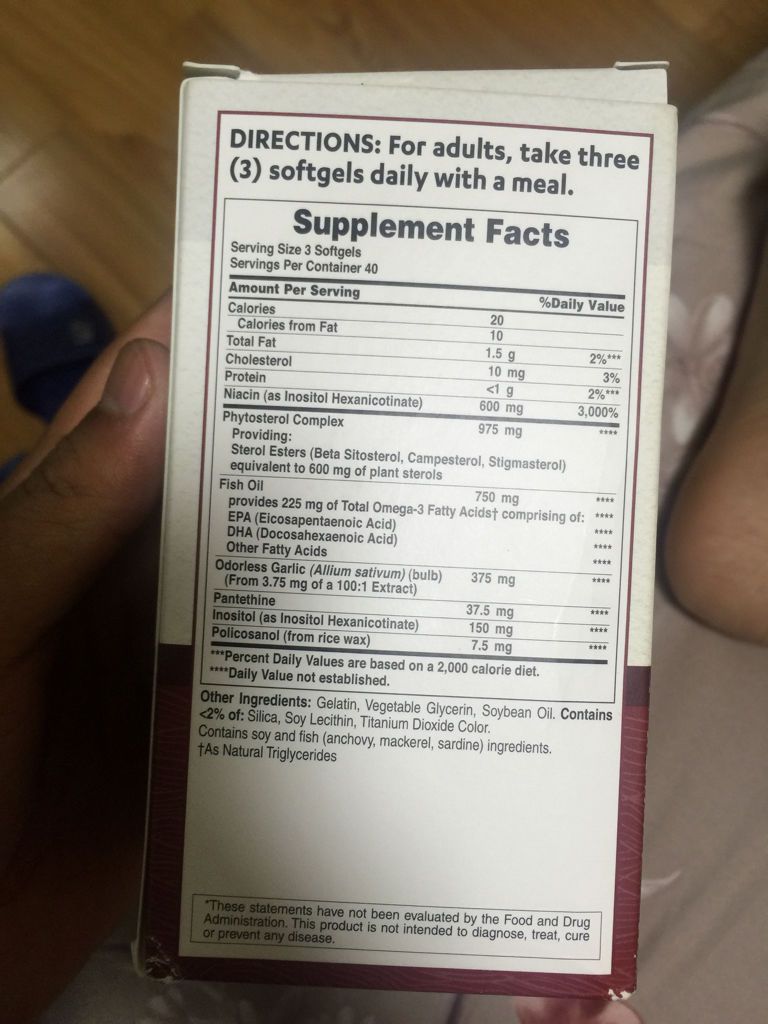 DIRECTIONS: For adults, take three
(3) softgels daily with a meal.
Supplement Facts
Serving Size 3 Softgels
Servings Per Container 40
Amount Per Serving %Daily Value
Calories 20
Calories from Fat 10
Total Fat 1.5 g 2%***
Cholesterol 10 mg 3%
Protein <1 g 2%***
Niacin (as Inositol Hexanicotinate) 600 mg 3,000%
Phytosterol Complex 975 mg ****
Providing:
Sterol Esters (Beta Sitosterol, Campesterol, Stigmasterol)
equivalent to 600 mg of plant sterols
Fish Oil 750 mg ****
provides 225 mg of Total Omega-3 Fatty Acids† comprising of: ****
EPA (Eicosapentaenoic Acid) ****
DHA (Docosahexaenoic Acid) ****
Other Fatty Acids ****
Odorless Garlic (Allium sativum) (bulb) 375 mg ****
(From 3.75 mg of a 100:1 Extract)
Pantethine 37.5 mg ****
Inositol (as Inositol Hexanicotinate) 150 mg ****
Policosanol (from rice wax) 7.5 mg ****
***Percent Daily Values are based on a 2,000 calorie diet.
****Daily Value not established.
Other Ingredients: Gelatin, Vegetable Glycerin, Soybean Oil. Contains
<2% of: Silica, Soy Lecithin, Titanium Dioxide Color.
Contains soy and fish (anchovy, mackerel, sardine) ingredients.
†As Natural Triglycerides
*These statements have not been evaluated by the Food and Drug
Administration. This product is not intended to diagnose, treat, cure
or prevent any disease.